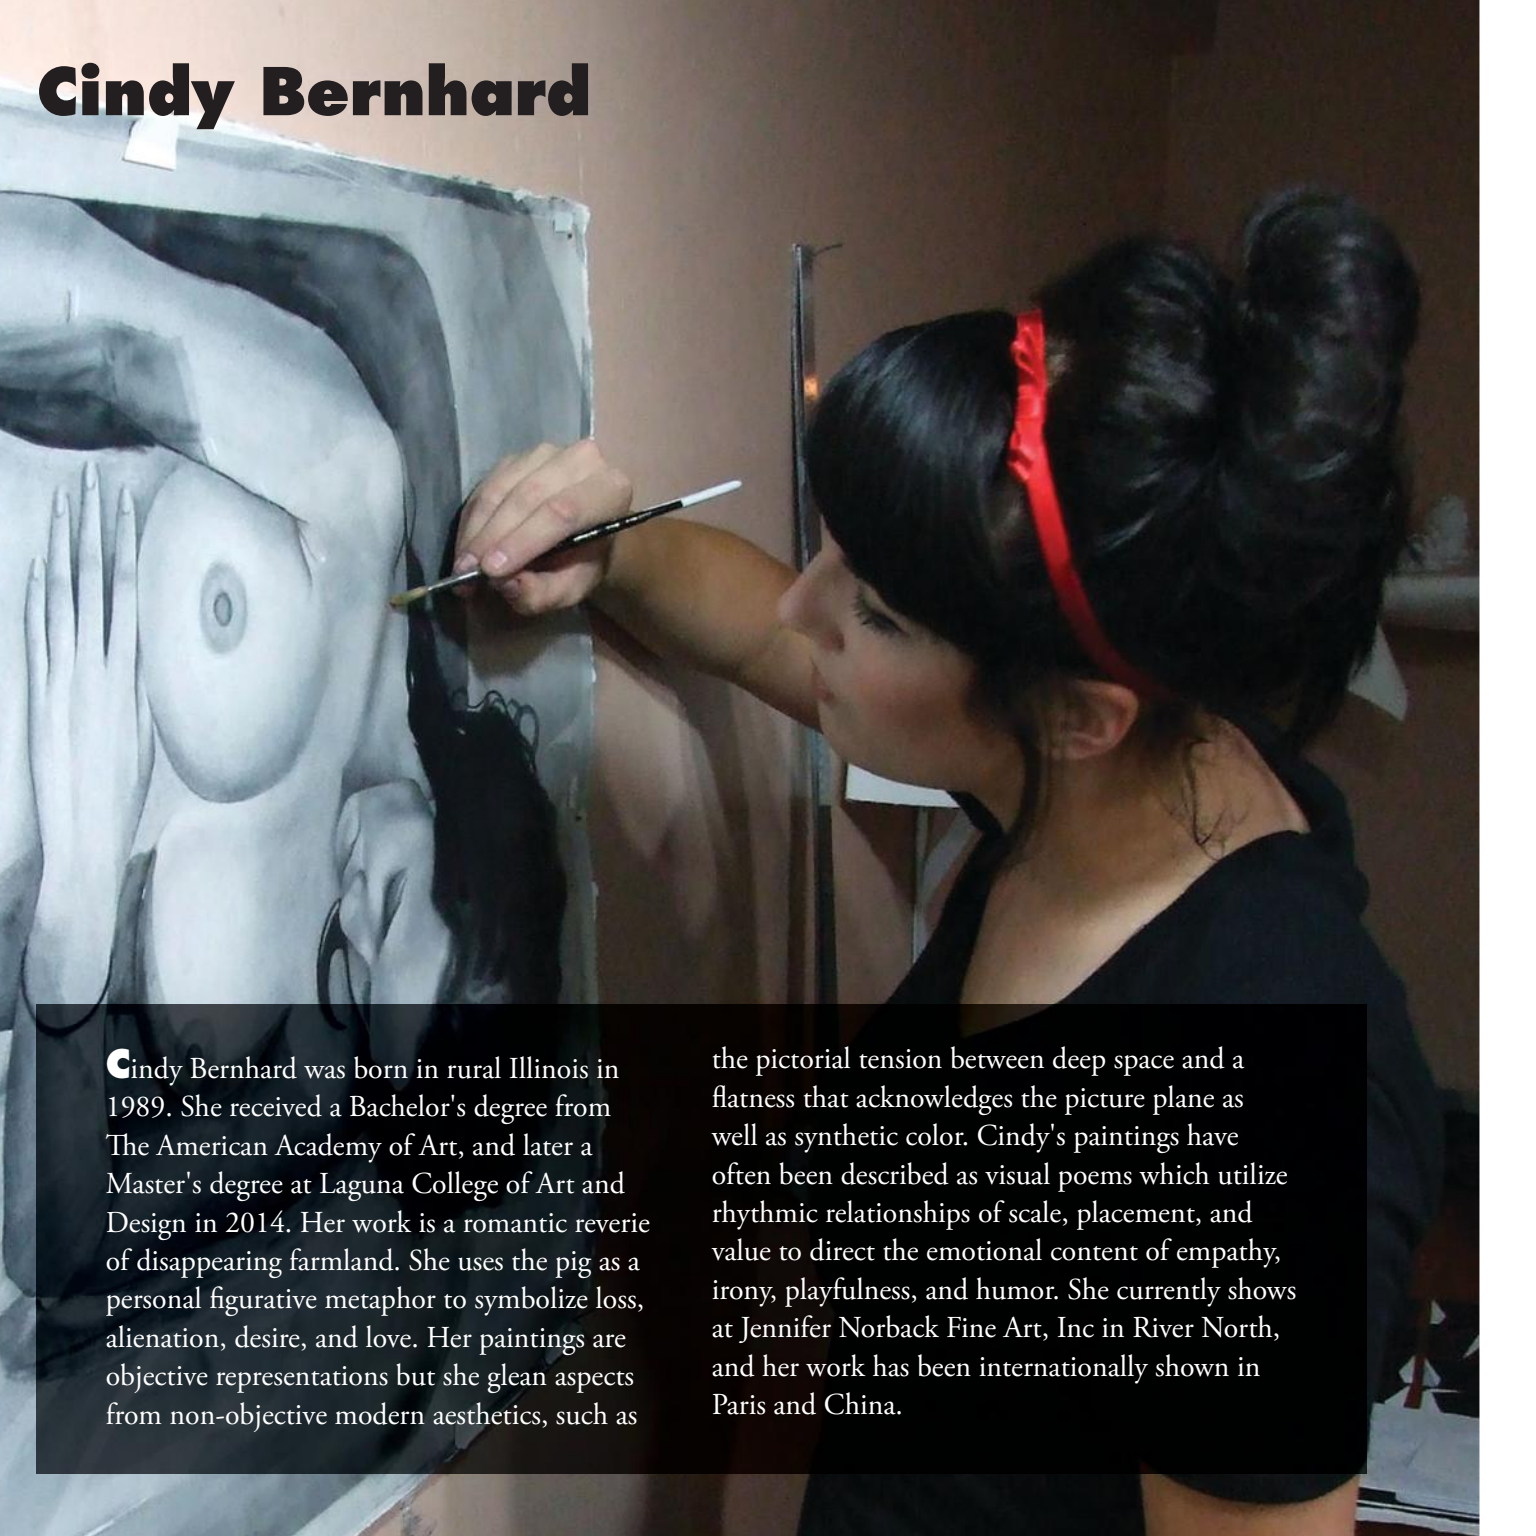 Cindy Bernhard
Cindy Bernhard was born in rural Illinois in
1989. She received a Bachelor's degree from
The American Academy of Art, and later a
Master's degree at Laguna College of Art and
Design in 2014. Her work is a romantic reverie
of disappearing farmland. She uses the pig as a
personal figurative metaphor to symbolize loss,
alienation, desire, and love. Her paintings are
objective representations but she glean aspects
from non-objective modern aesthetics, such as
the pictorial tension between deep space and a
flatness that acknowledges the picture plane as
well as synthetic color. Cindy's paintings have
often been described as visual poems which utilize
rhythmic relationships of scale, placement, and
value to direct the emotional content of empathy,
irony, playfulness, and humor. She currently shows
at Jennifer Norback Fine Art, Inc in River North,
and her work has been internationally shown in
Paris and China.